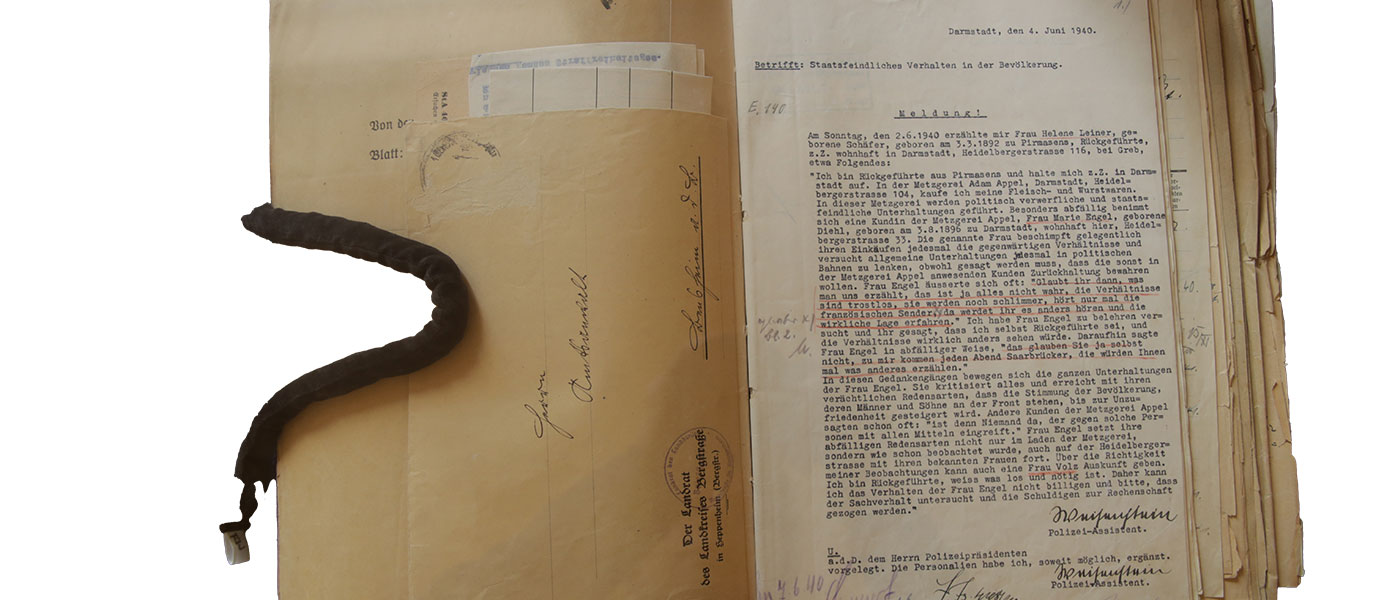 Von der
Blatt:
Herrn
Der Landrat
des Landkreises Bergstraße
in Heppenheim (Bergstr.)
Darmstadt, den 4. Juni 1940.
Betrifft: Staatsfeindliches Verhalten in der Bevölkerung.
E. 140
Meldung!
Am Sonntag, den 2.6.1940 erzählte mir Frau Helene Leiner, ge=
borene Schäfer, geboren am 3.3.1892 zu Pirmasens, Rückgeführte,
z.Z. wohnhaft in Darmstadt, Heidelbergerstrasse 116, bei Greb,
etwa Folgendes:
"Ich bin Rückgeführte aus Pirmasens und halte mich z.Z. in Darm=
stadt auf. In der Metzgerei Adam Appel, Darmstadt, Heidel=
bergerstrasse 104, kaufe ich meine Fleisch- und Wurstwaren.
In dieser Metzgerei werden politisch verwerfliche und staats=
feindliche Unterhaltungen geführt. Besonders abfällig benimmt
sich eine Kundin der Metzgerei Appel, Frau Marie Engel, geborene
Diehl, geboren am 3.8.1896 zu Darmstadt, wohnhaft hier, Heidel=
bergerstrasse 33. Die genannte Frau beschimpft gelegentlich
ihren Einkäufen jedesmal die gegenwärtigen Verhältnisse und
versucht allgemeine Unterhaltungen jedesmal in politischen
Bahnen zu lenken, obwohl gesagt werden muss, dass die sonst in
der Metzgerei Appel anwesenden Kunden Zurückhaltung bewahren
wollen. Frau Engel äusserte sich oft: "Glaubt ihr dann, was
man uns erzählt, das ist ja alles nicht wahr, die Verhältnisse
sind trostlos, sie werden noch schlimmer, hört nur mal die
französischen Sender, da werdet ihr es anders hören und die
wirkliche Lage erfahren." Ich habe Frau Engel zu belehren ver=
sucht und ihr gesagt, dass ich selbst Rückgeführte sei, und
die Verhältnisse wirklich anders sehen würde. Daraufhin sagte
Frau Engel in abfälliger Weise, "das glauben Sie ja selbst
nicht, zu mir kommen jeden Abend Saarbrücker, die würden Ihnen
mal was anderes erzählen."
In diesen Gedankengängen bewegen sich die ganzen Unterhaltungen
der Frau Engel. Sie kritisiert alles und erreicht mit ihren
verächtlichen Redensarten, dass die Stimmung der Bevölkerung,
deren Männer und Söhne an der Front stehen, bis zur Unzu=
friedenheit gesteigert wird. Andere Kunden der Metzgerei Appel
sagten schon oft: "ist denn Niemand da, der gegen solche Per=
sonen mit allen Mitteln eingreift." Frau Engel setzt ihre
abfälligen Redensarten nicht nur im Laden der Metzgerei,
sondern wie schon beobachtet wurde, auch auf der Heidelberger=
strasse mit ihren bekannten Frauen fort. Über die Richtigkeit
meiner Beobachtungen kann auch eine Frau Volz Auskunft geben.
Ich bin Rückgeführte, weiss was los und nötig ist. Daher kann
ich das Verhalten der Frau Engel nicht billigen und bitte, dass
der Sachverhalt untersucht und die Schuldigen zur Rechenschaft
gezogen werden."
Weihenstein
Polizei-Assistent.
U.
a.d.D. dem Herrn Polizeipräsidenten
vorgelegt. Die Personalien habe ich, soweit möglich, ergänzt.
Weihenstein
Polizei-Assistent.